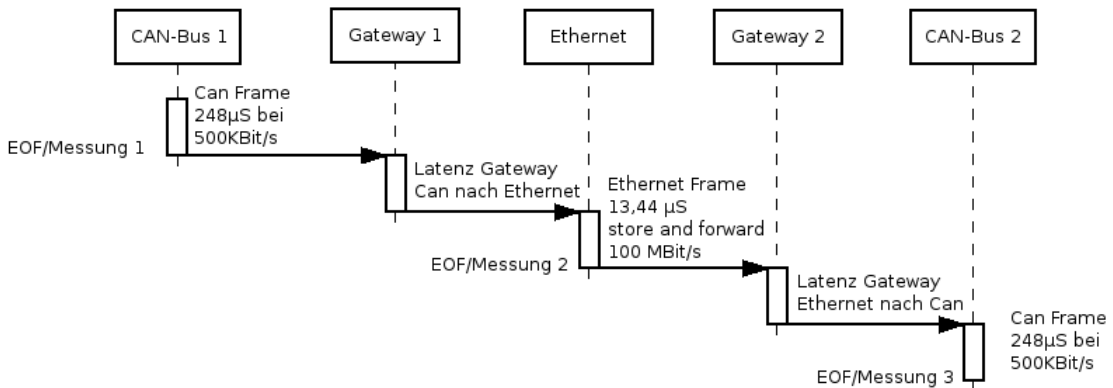 CAN-Bus 1
Gateway 1
Ethernet
Gateway 2
CAN-Bus 2
Can Frame
248µS bei
500KBit/s
EOF/Messung 1
Latenz Gateway
Can nach Ethernet
Ethernet Frame
13,44 µS
store and forward
100 MBit/s
EOF/Messung 2
Latenz Gateway
Ethernet nach Can
Can Frame
248µS bei
500KBit/s
EOF/Messung 3